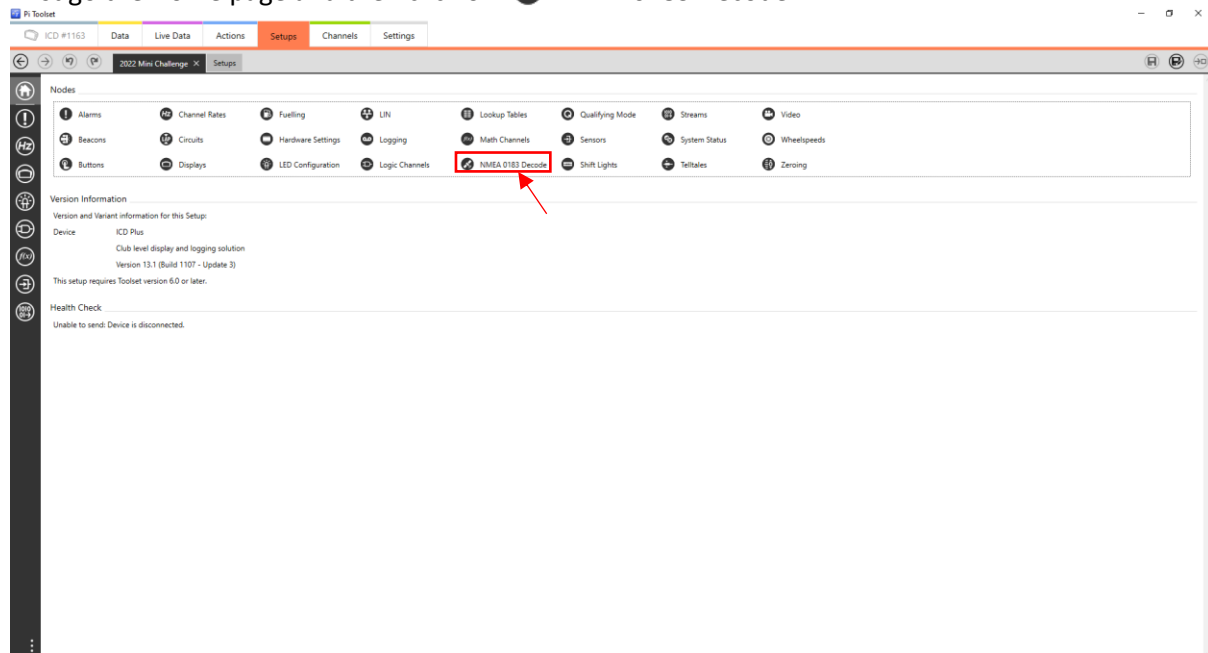 Pi Toolset
ICD #1163 Data Live Data Actions Setups Channels Settings
2022 Mini Challenge × Setups
Nodes
Alarms Channel Rates Fuelling LIN Lookup Tables Qualifying Mode Streams Video
Beacons Circuits Hardware Settings Logging Math Channels Sensors System Status Wheelspeeds
Buttons Displays LED Configuration Logic Channels NMEA 0183 Decode Shift Lights Telltales Zeroing
Version Information
Version and Variant information for this Setup:
Device ICD Plus
Club level display and logging solution
Version 13.1 (Build 1107 - Update 3)
This setup requires Toolset version 6.0 or later.
Health Check
Unable to send: Device is disconnected.